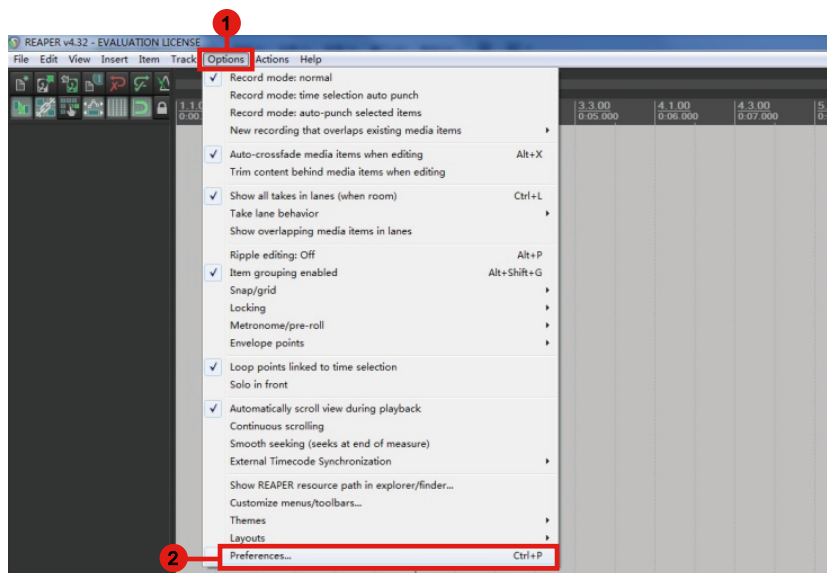 1
REAPER v4.32 - EVALUATION LICENSE
File Edit View Insert Item Track Options Actions Help
Record mode: normal
Record mode: time selection auto punch
Record mode: auto-punch selected items
New recording that overlaps existing media items
Auto-crossfade media items when editing Alt+X
Trim content behind media items when editing
Show all takes in lanes (when room) Ctrl+L
Take lane behavior
Show overlapping media items in lanes
Ripple editing: Off Alt+P
Item grouping enabled Alt+Shift+G
Snap/grid
Locking
Metronome/pre-roll
Envelope points
Loop points linked to time selection
Solo in front
Automatically scroll view during playback
Continuous scrolling
Smooth seeking (seeks at end of measure)
External Timecode Synchronization
Show REAPER resource path in explorer/finder...
Customize menus/toolbars...
Themes
Layouts
2
Preferences... Ctrl+P
3.3.00 4.1.00 4.3.00
0:05.000 0:06.000 0:07.000